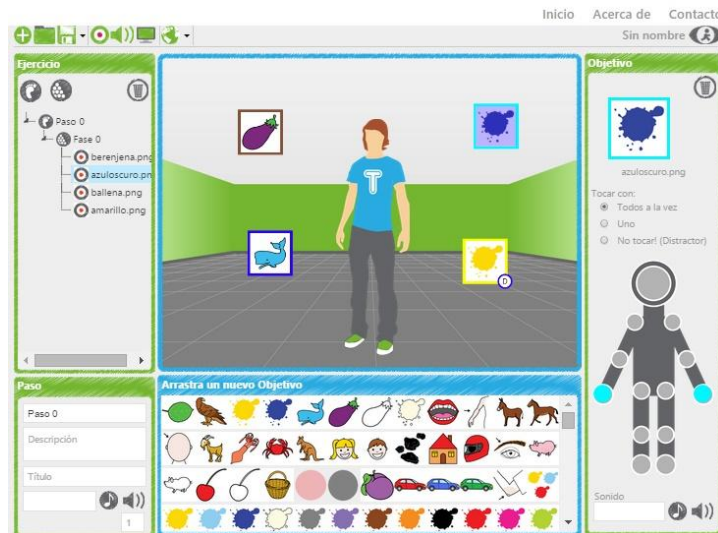 Inicio Acerca de Contacto
Sin nombre
Ejercicio
Paso 0
Fase 0
berenjena.png
azuloscuro.pn
ballena.png
amarillo.png
T
D
Objetivo
azuloscuro.png
Tocar con:
Todos a la vez
Uno
No tocar! (Distractor)
Sonido
Paso
Paso 0
Descripción
Título
1
Arrastra un nuevo Objetivo